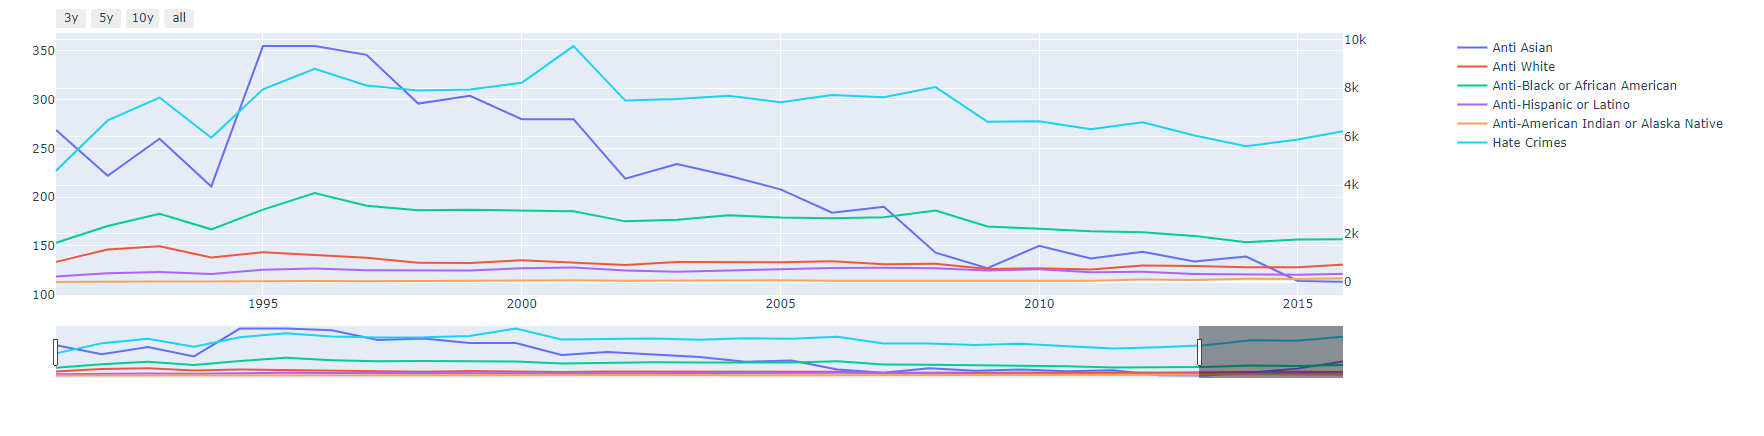 3y 5y 10y all
350
300
250
200
150
100
10k
8k
6k
4k
2k
0
1995 2000 2005 2010 2015
Anti Asian
Anti White
Anti-Black or African American
Anti-Hispanic or Latino
Anti-American Indian or Alaska Native
Hate Crimes